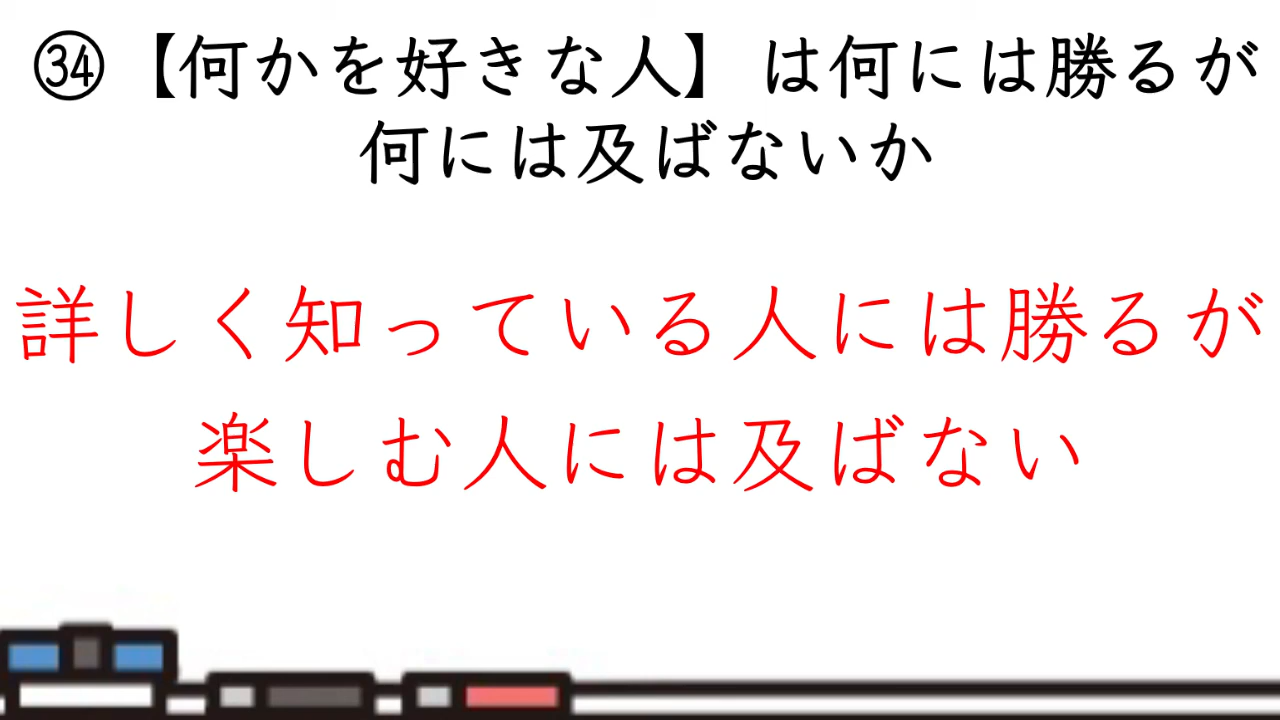 ㉞【何かを好きな人】は何には勝るが
何には及ばないか
詳しく知っている人には勝るが
楽しむ人には及ばない